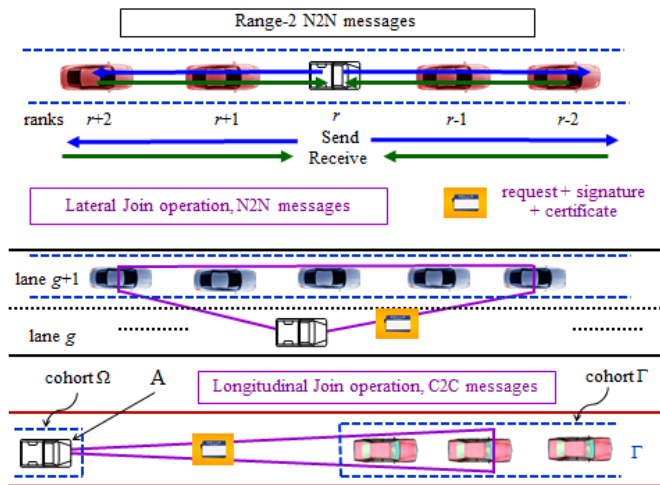 Range-2 N2N messages
ranks r+2 r+1 r r-1 r-2
Send
Receive
Lateral Join operation, N2N messages
request + signature
+ certificate
lane g+1
lane g
cohort Ω A Longitudinal Join operation, C2C messages cohort Γ
Γ